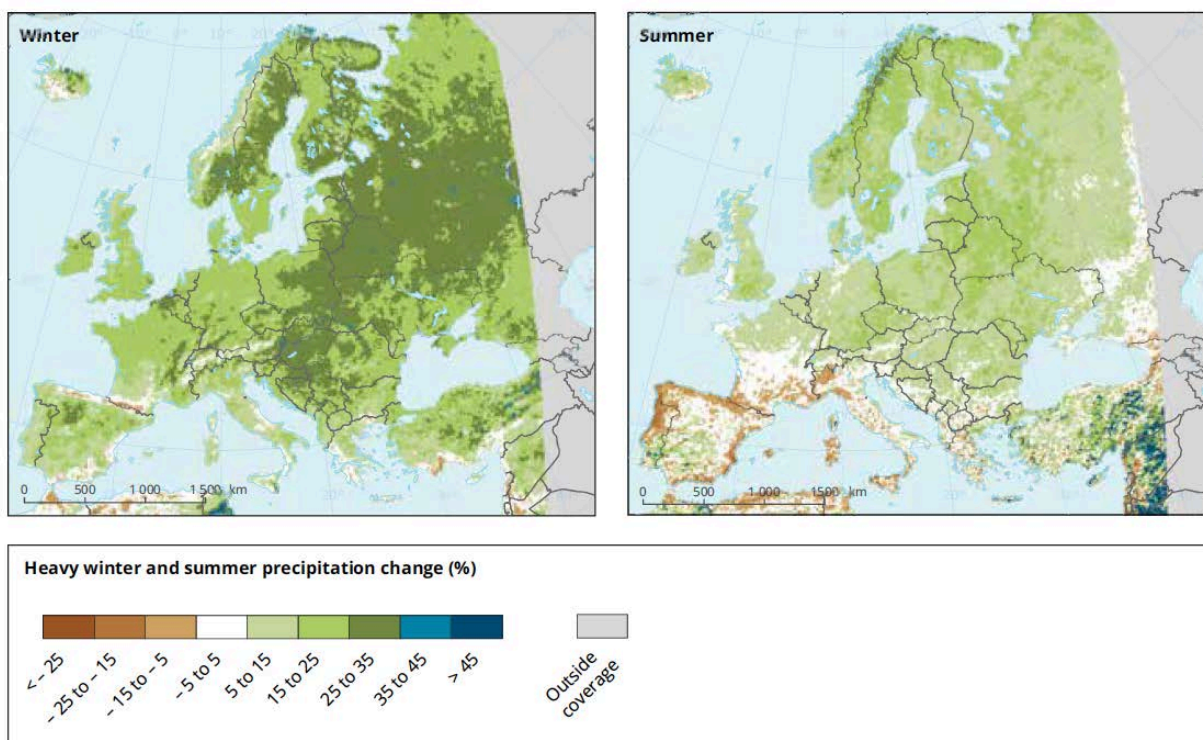 Winter
0 500 1 000 1 500 km
Summer
0 500 1 000 1500 km
Heavy winter and summer precipitation change (%)
< – 25
– 25 to – 15
– 15 to – 5
– 5 to 5
5 to 15
15 to 25
25 to 35
35 to 45
> 45
Outside
coverage